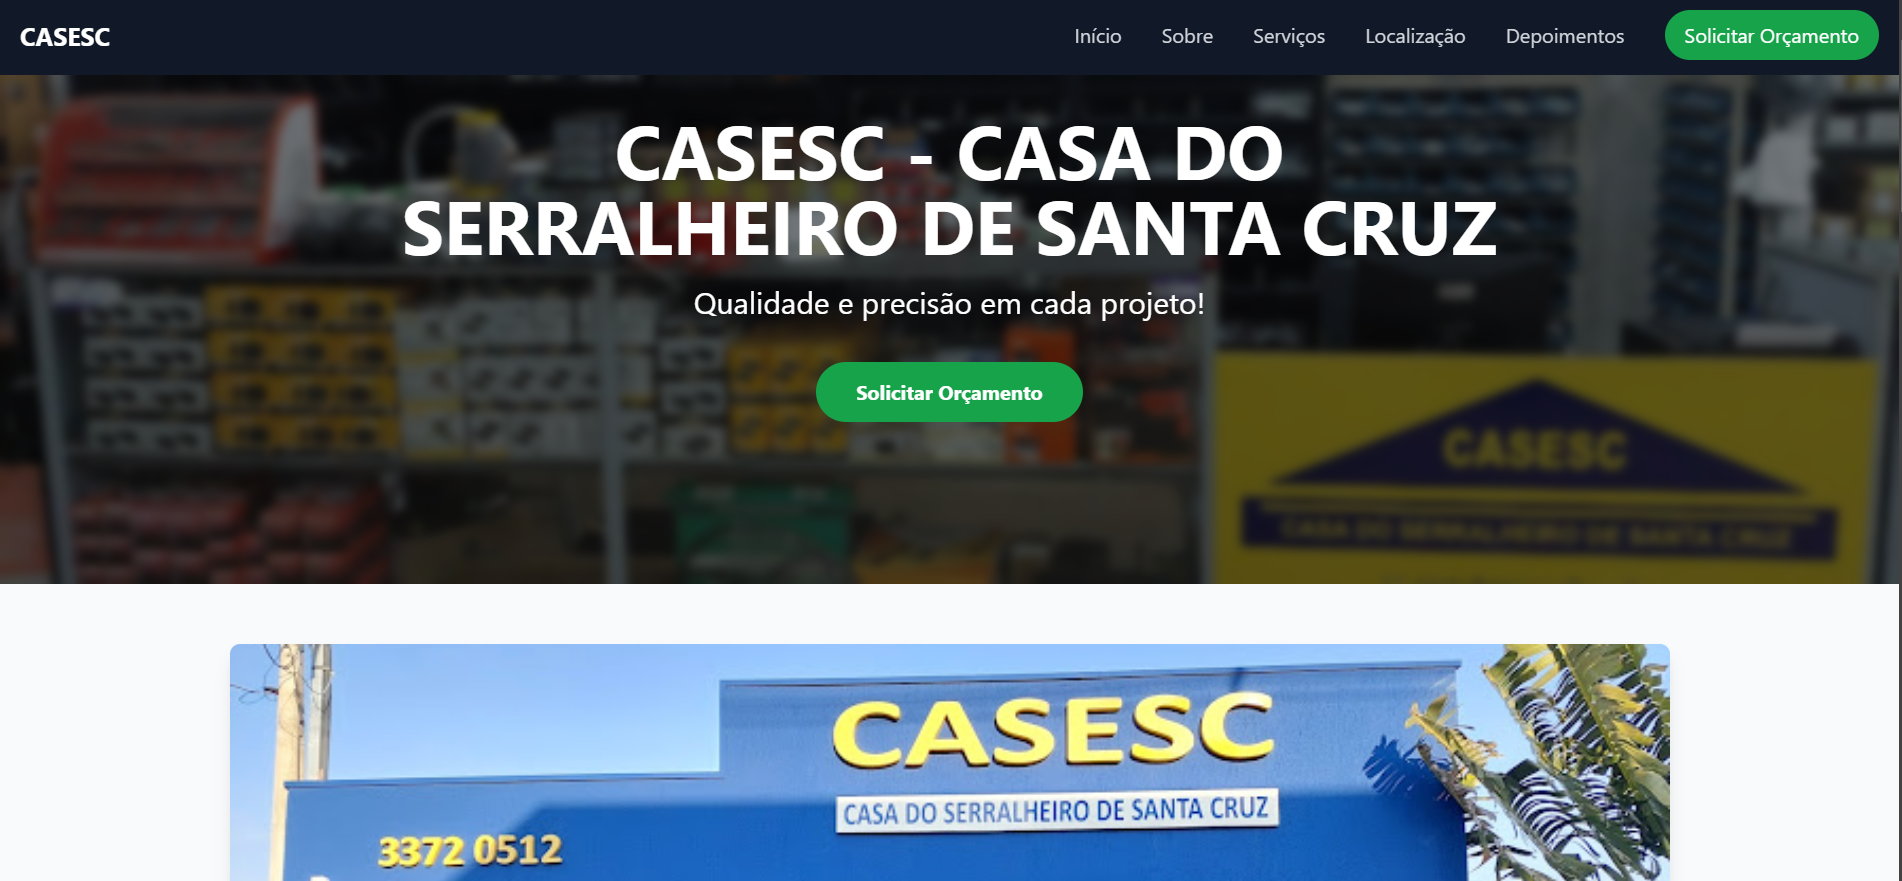 CASESC
Início
Sobre
Serviços
Localização
Depoimentos
Solicitar Orçamento
CASESC - CASA DO
SERRALHEIRO DE SANTA CRUZ
Qualidade e precisão em cada projeto!
Solicitar Orçamento
CASESC
CASA DO SERRALHEIRO DE SANTA CRUZ
CASESC
CASA DO SERRALHEIRO DE SANTA CRUZ
3372 0512